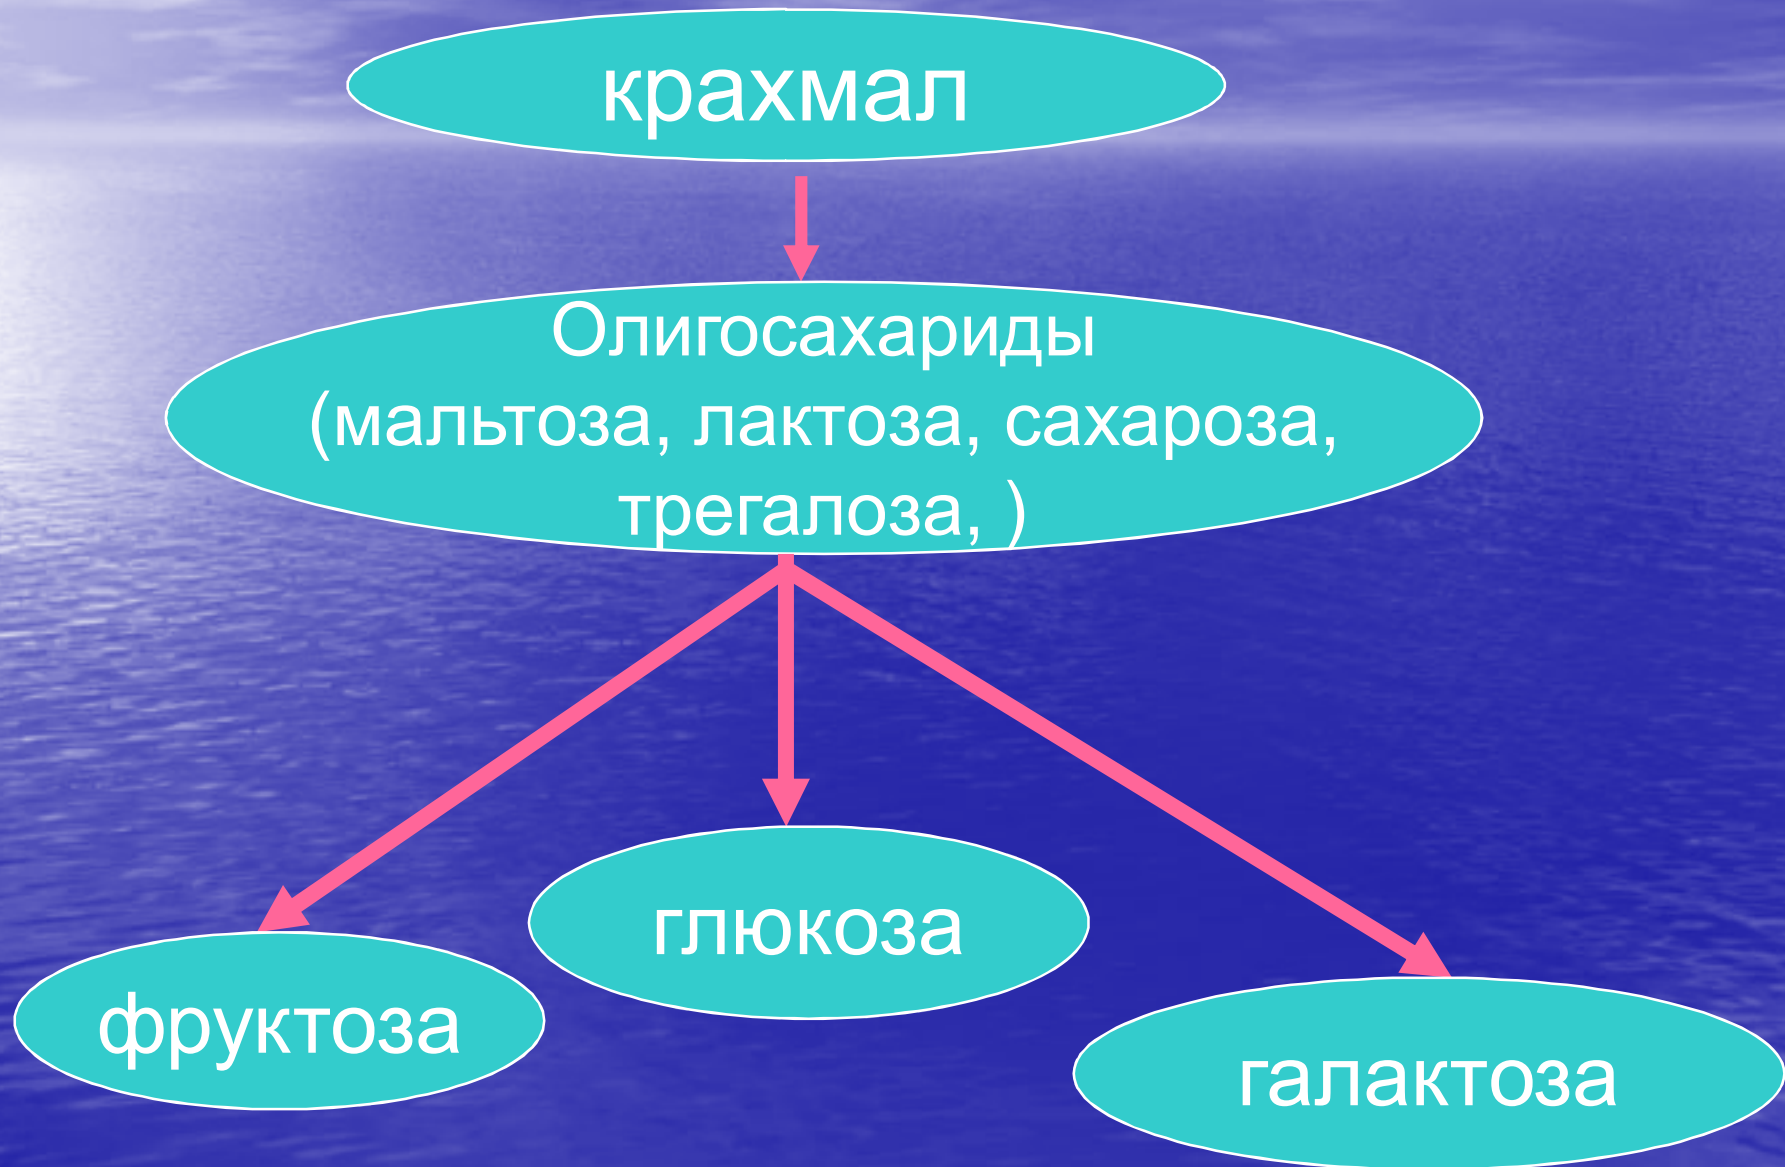 крахмал
Олигосахариды
(мальтоза, лактоза, сахароза,
трегалоза, )
глюкоза
фруктоза
галактоза